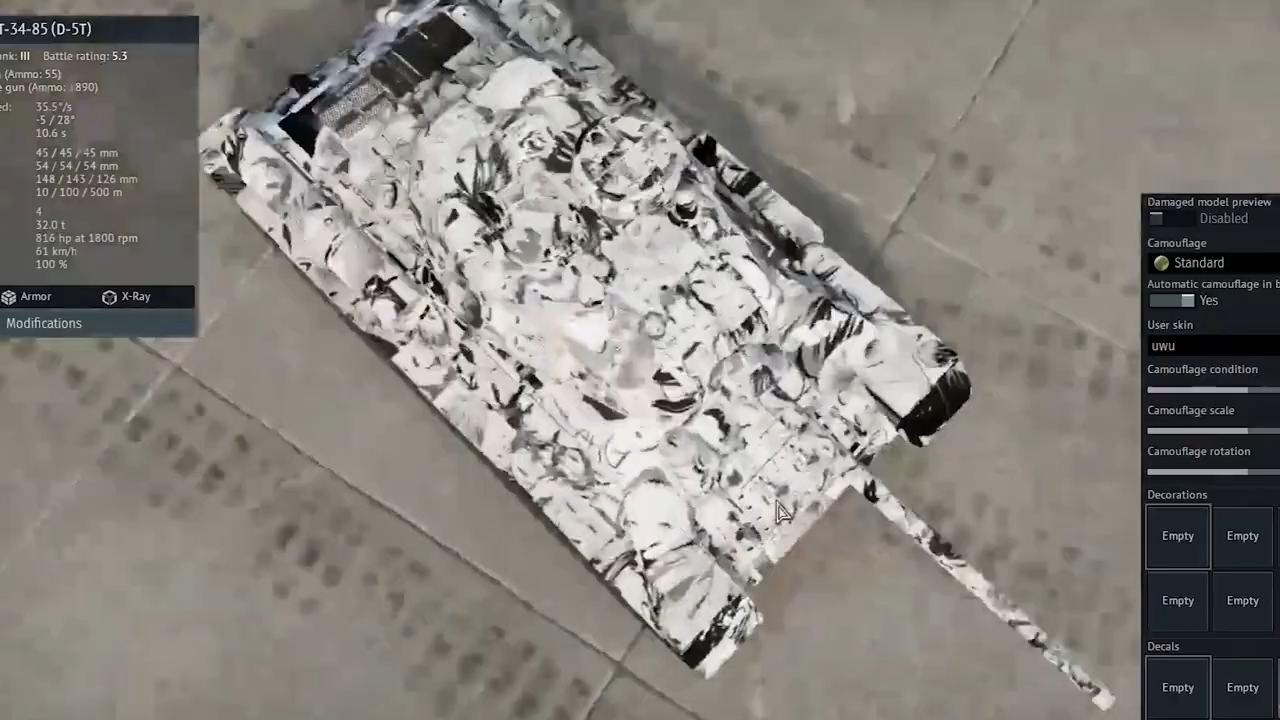 T-34-85 (D-5T)
Rank: III Battle rating: 5.3
(Ammo: 55)
gun (Ammo: 1890)
35.5°/s
-5 / 28°
10.6 s
45 / 45 / 45 mm
54 / 54 / 54 mm
148 / 143 / 126 mm
10 / 100 / 500 m
4
32.0 t
816 hp at 1800 rpm
61 km/h
100 %
Armor
X-Ray
Modifications
Damaged model preview
Disabled
Camouflage
Standard
Automatic camouflage in b
Yes
User skin
uwu
Camouflage condition
Camouflage scale
Camouflage rotation
Decorations
Empty Empty
Empty Empty
Decals
Empty Empty